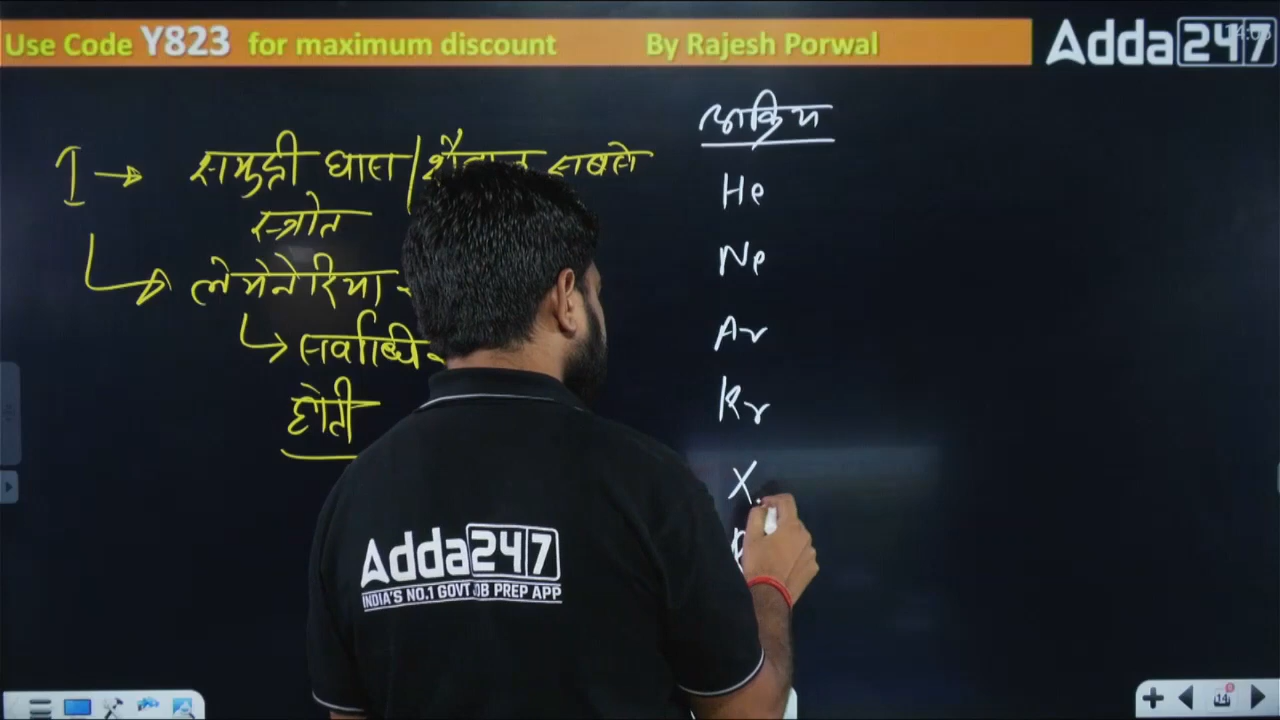 Use Code Y823 for maximum discount By Rajesh Porwal
Adda247
I → समुद्री घास / सबसे
स्त्रोत
लेमेनेरिया
↳ सर्वाधि
होती
अक्रिय
He
Ne
Ar
Kr
X
Adda247
INDIA'S NO.1 GOVT JOB PREP APP
14